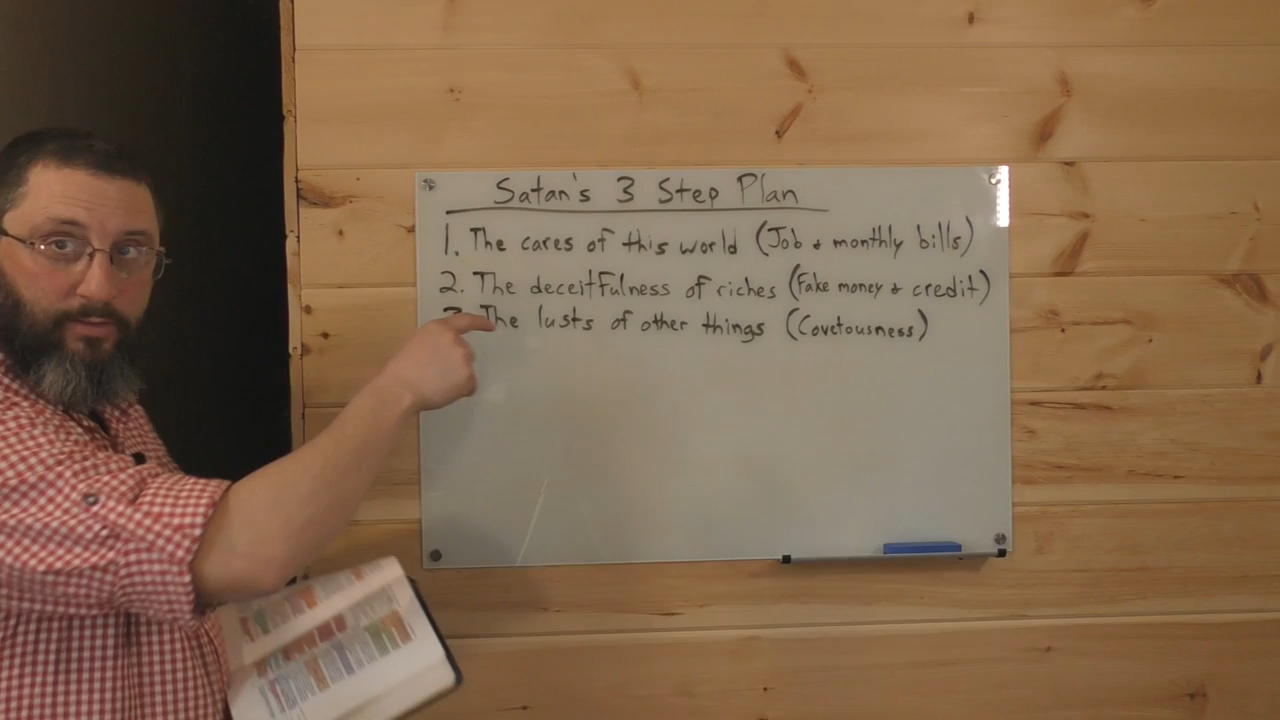 Satan's 3 Step Plan
1. The cares of this world (Job & monthly bills)
2. The deceitfulness of riches (Fake money & credit)
3. The lusts of other things (Covetousness)